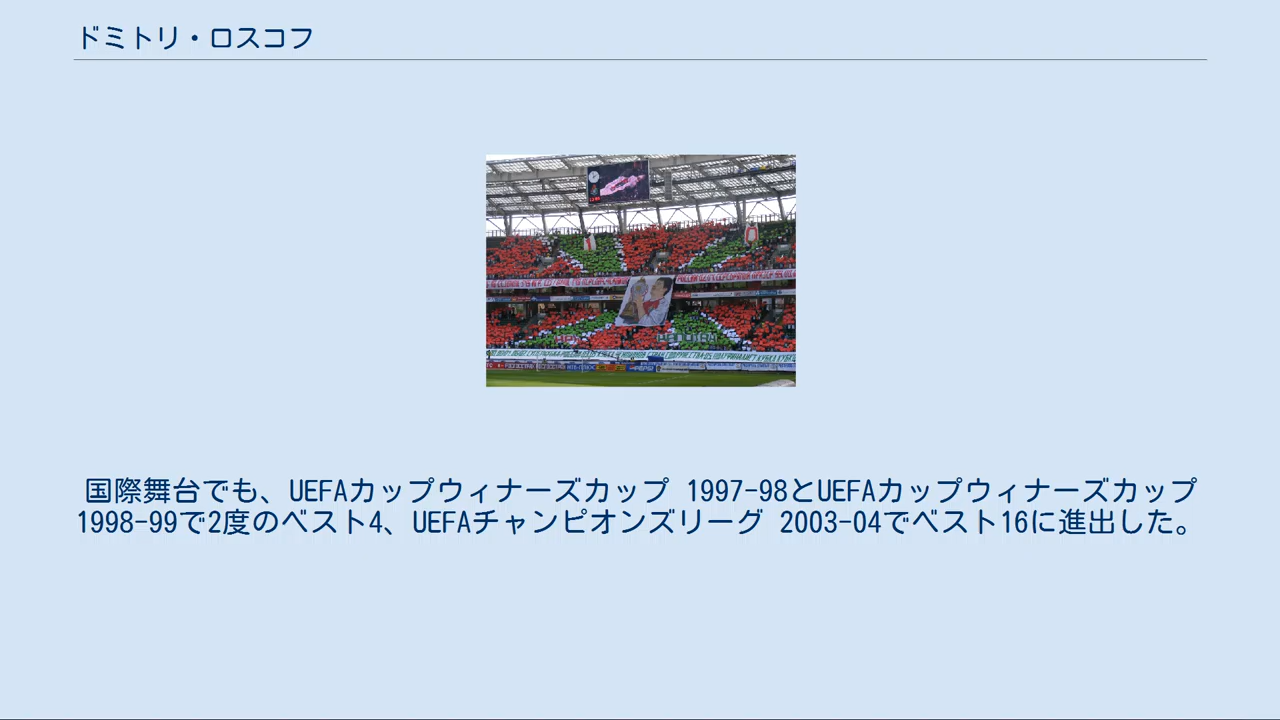 ドミトリ・ロスコフ
国際舞台でも、UEFAカップウィナーズカップ 1997-98とUEFAカップウィナーズカップ
1998-99で2度のベスト4、UEFAチャンピオンズリーグ 2003-04でベスト16に進出した。